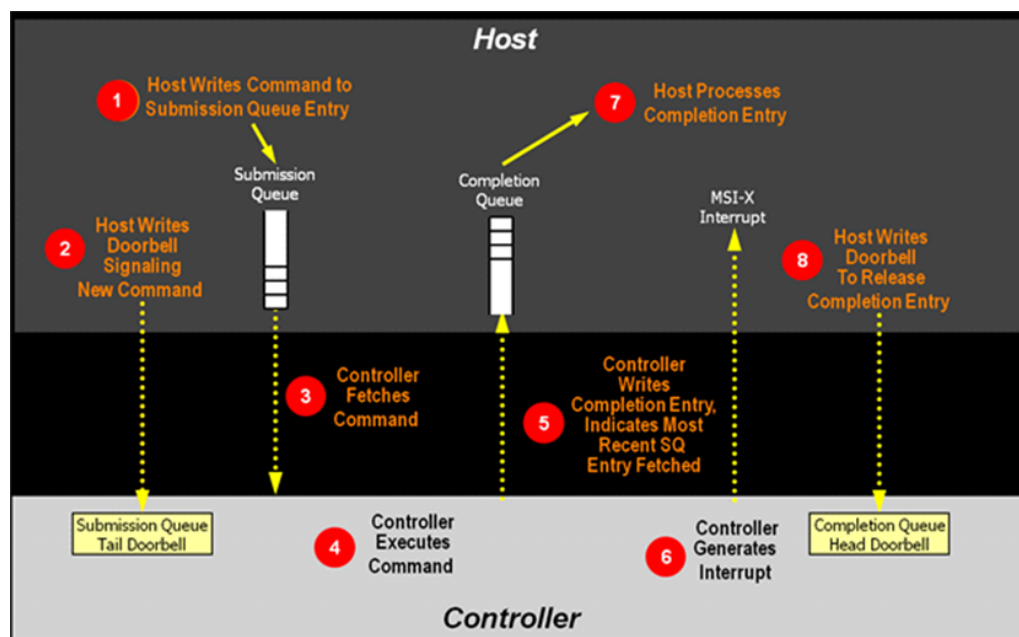 Host
1
Host Writes Command to
Submission Queue Entry
7
Host Processes
Completion Entry
Submission
Queue
Completion
Queue
MSI-X
Interrupt
2
Host Writes
Doorbell
Signaling
New Command
8
Host Writes
Doorbell
To Release
Completion Entry
3
Controller
Fetches
Command
5
Controller
Writes
Completion Entry,
Indicates Most
Recent SQ
Entry Fetched
Submission Queue
Tail Doorbell
4
Controller
Executes
Command
6
Controller
Generates
Interrupt
Completion Queue
Head Doorbell
Controller